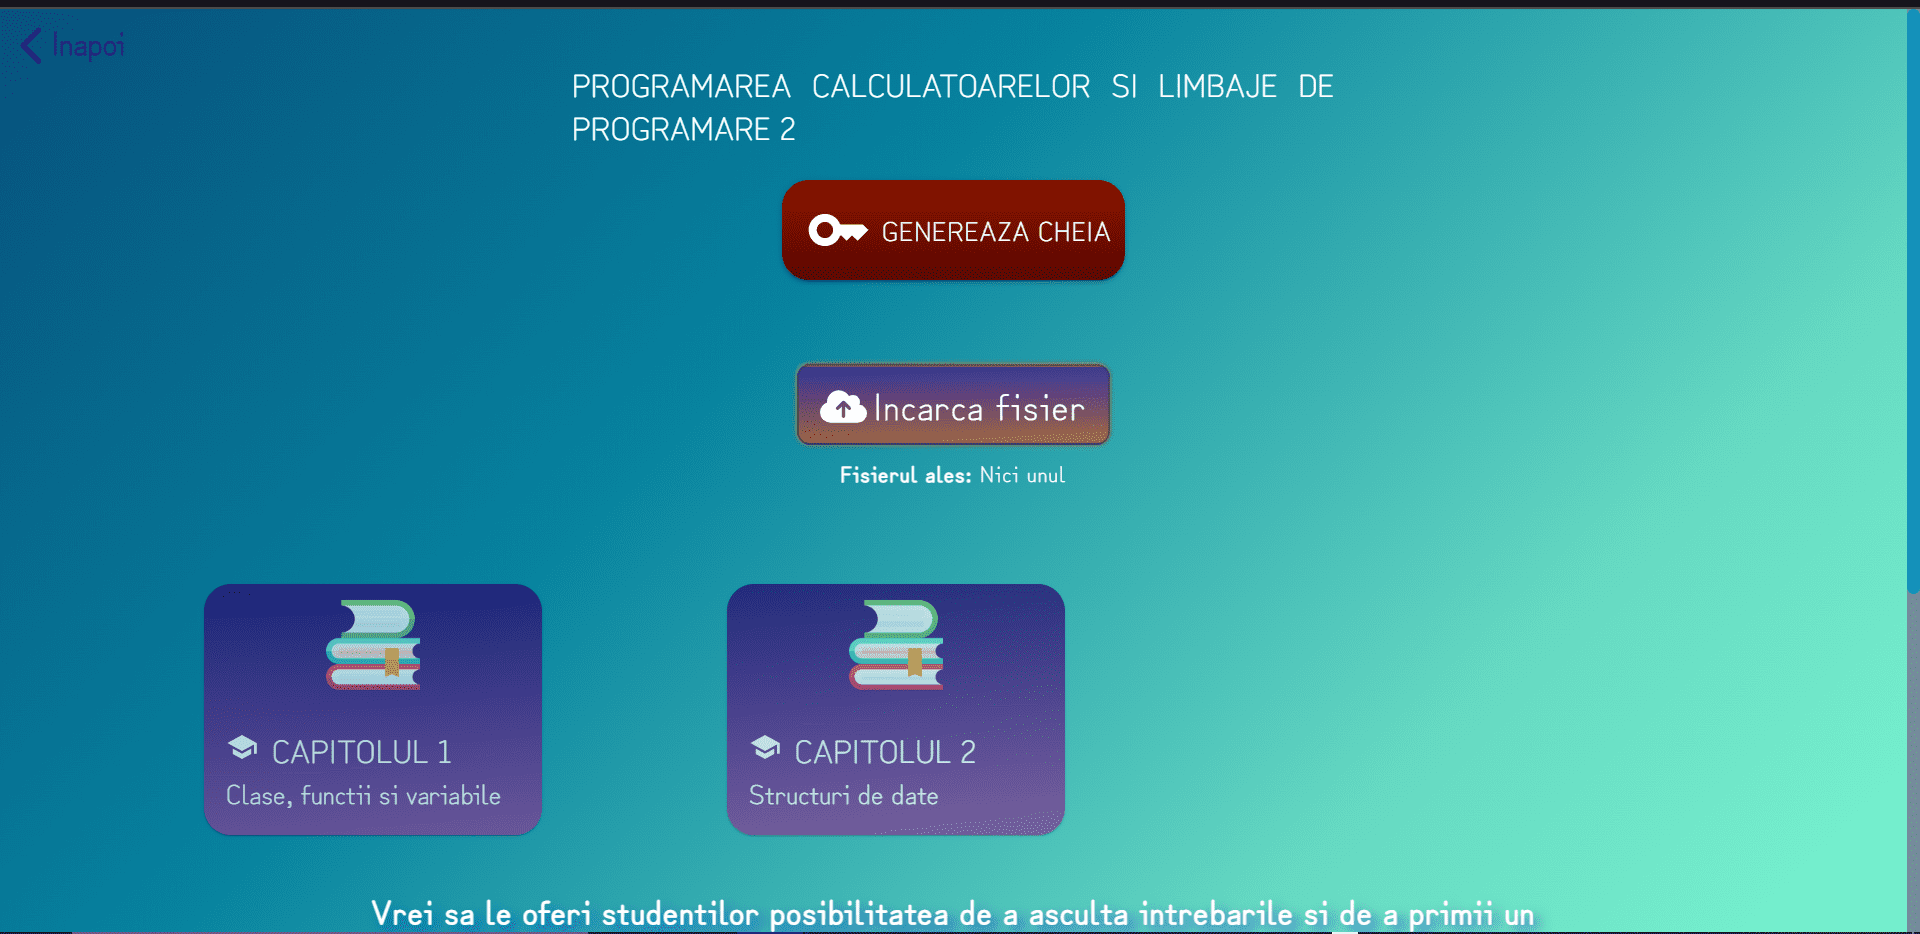 Inapoi
PROGRAMAREA CALCULATOARELOR SI LIMBAJE DE
PROGRAMARE 2
GENEREAZA CHEIA
Incarca fisier
Fisierul ales: Nici unul
CAPITOLUL 1
Clase, functii si variabile
CAPITOLUL 2
Structuri de date
Vrei sa le oferi studentilor posibilitatea de a asculta intrebarile si de a primii un